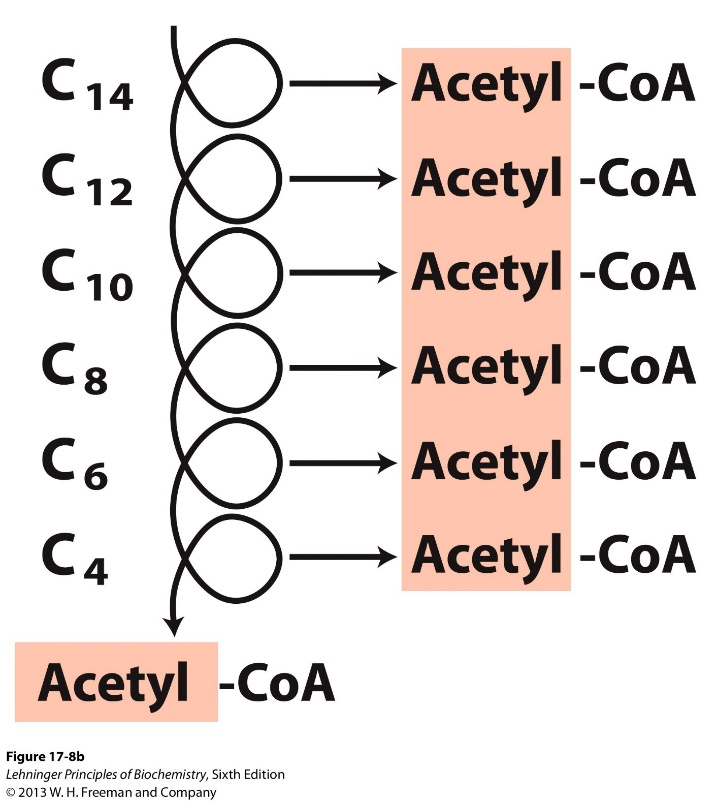 C14 Acetyl -CoA
C12 Acetyl -CoA
C10 Acetyl -CoA
C8 Acetyl -CoA
C6 Acetyl -CoA
C4 Acetyl -CoA
Acetyl -CoA
Figure 17-8b
Lehninger Principles of Biochemistry, Sixth Edition
© 2013 W. H. Freeman and Company